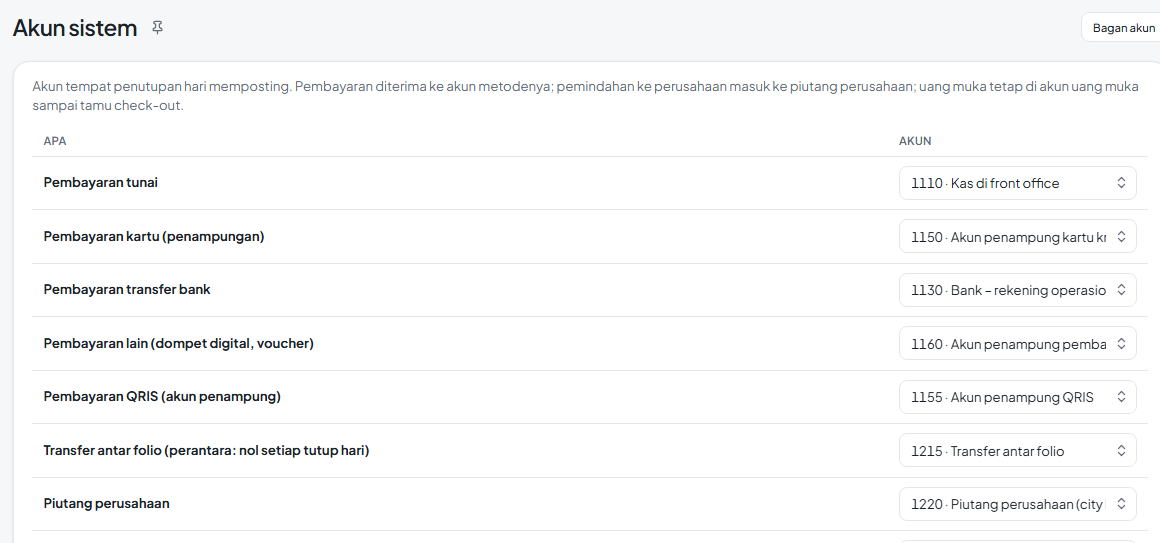 Akun sistem
Bagan akun
Akun tempat penutupan hari memposting. Pembayaran diterima ke akun metodenya; pemindahan ke perusahaan masuk ke piutang perusahaan; uang muka tetap di akun uang muka
sampai tamu check-out.
APA AKUN
Pembayaran tunai 1110 · Kas di front office
Pembayaran kartu (penampungan) 1150 · Akun penampung kartu
Pembayaran transfer bank 1130 · Bank – rekening operasio
Pembayaran lain (dompet digital, voucher) 1160 · Akun penampung pemba
Pembayaran QRIS (akun penampung) 1155 · Akun penampung QRIS
Transfer antar folio (perantara: nol setiap tutup hari) 1215 · Transfer antar folio
Piutang perusahaan 1220 · Piutang perusahaan (city